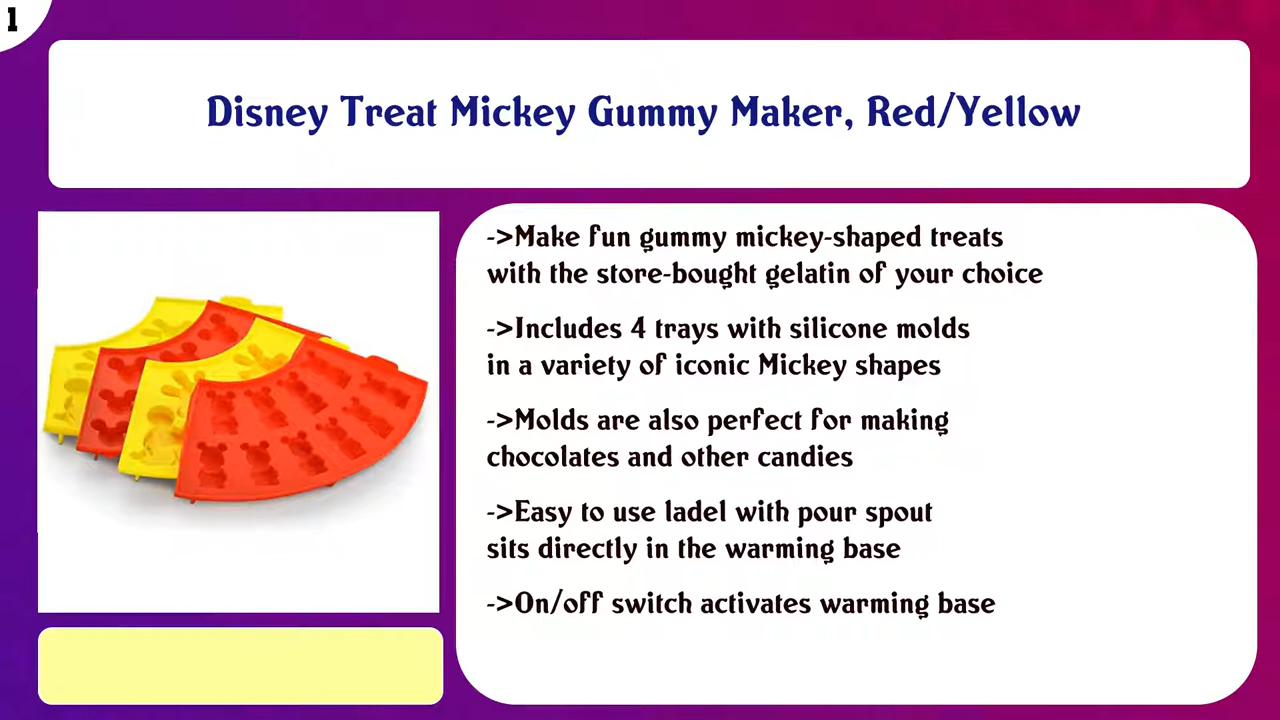 1
Disney Treat Mickey Gummy Maker, Red/Yellow
->Make fun gummy mickey-shaped treats
with the store-bought gelatin of your choice
->Includes 4 trays with silicone molds
in a variety of iconic Mickey shapes
->Molds are also perfect for making
chocolates and other candies
->Easy to use ladel with pour spout
sits directly in the warming base
->On/off switch activates warming base